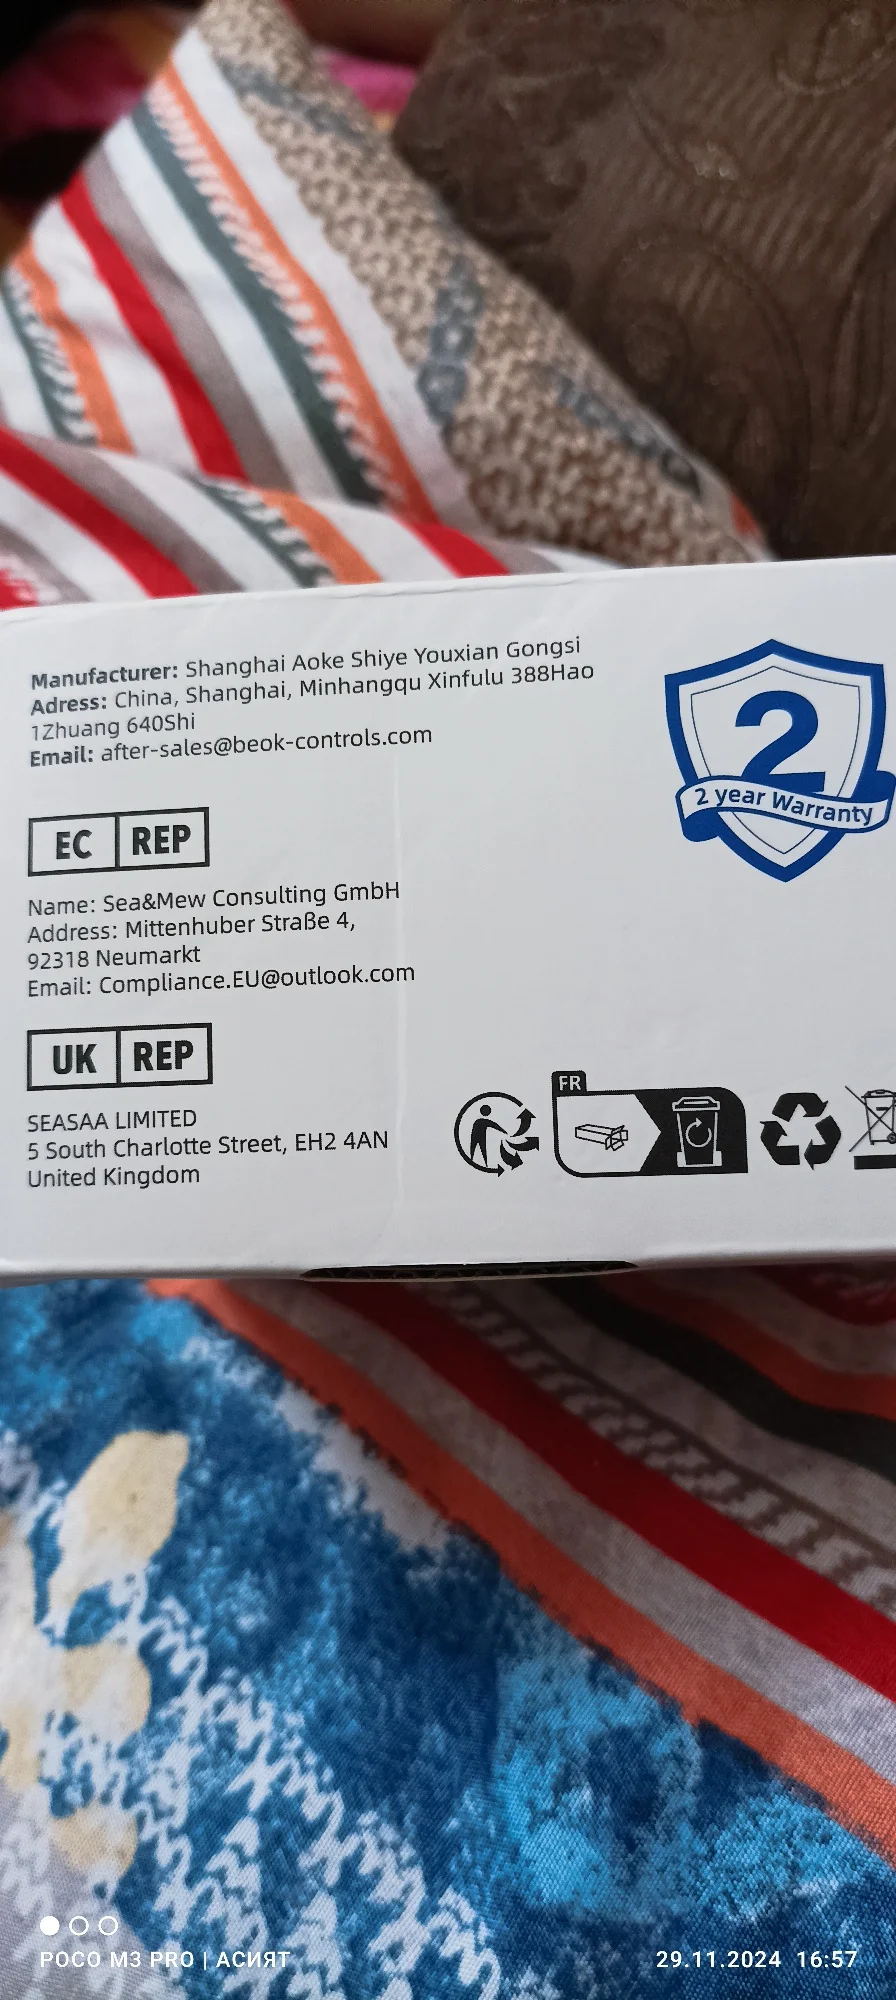 Manufacturer: Shanghai Aoke Shiye Youxian Gongsi
Adress: China, Shanghai, Minhangqu Xinfulu 388Hao
1Zhuang 640Shi
Email: after-sales@beok-controls.com
2
2 year Warranty
EC REP
Name: Sea&Mew Consulting GmbH
Address: Mittenhuber Straße 4,
92318 Neumarkt
Email: Compliance.EU@outlook.com
UK REP
SEASAA LIMITED
5 South Charlotte Street, EH2 4AN
United Kingdom
FR
POCO M3 PRO | АСИЯТ
29.11.2024 16:57